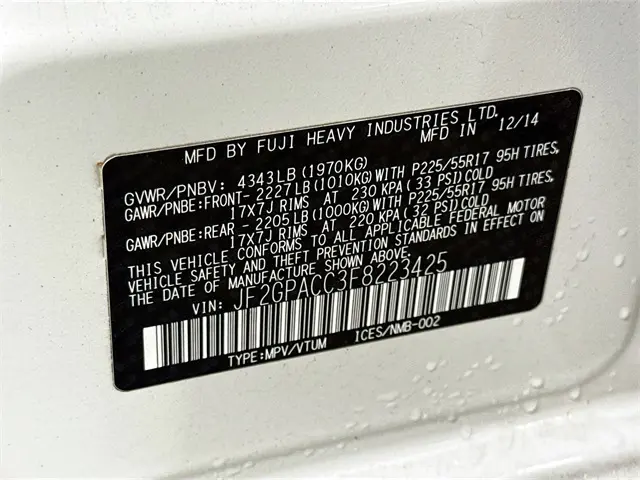 MFD BY FUJI HEAVY INDUSTRIES LTD.
MFD IN 12/14
GVWR/PNBV: 4343LB (1970KG)
GAWR/PNBE:FRONT- 2227LB(1010KG)WITH P225/55R17 95H TIRES,
17X7J RIMS AT 230 KPA(33 PSI)COLD
GAWR/PNBE:REAR - 2205LB(1000KG)WITH P225/55R17 95H TIRES,
17X7J RIMS AT 220 KPA(32 PSI)COLD
THIS VEHICLE CONFORMS TO ALL APPLICABLE FEDERAL MOTOR
VEHICLE SAFETY AND THEFT PREVENTION STANDARDS IN EFFECT ON
THE DATE OF MANUFACTURE SHOWN ABOVE.
VIN: JF2GPACC3F8223425
TYPE:MPV/VTUM ICES/NMB-002